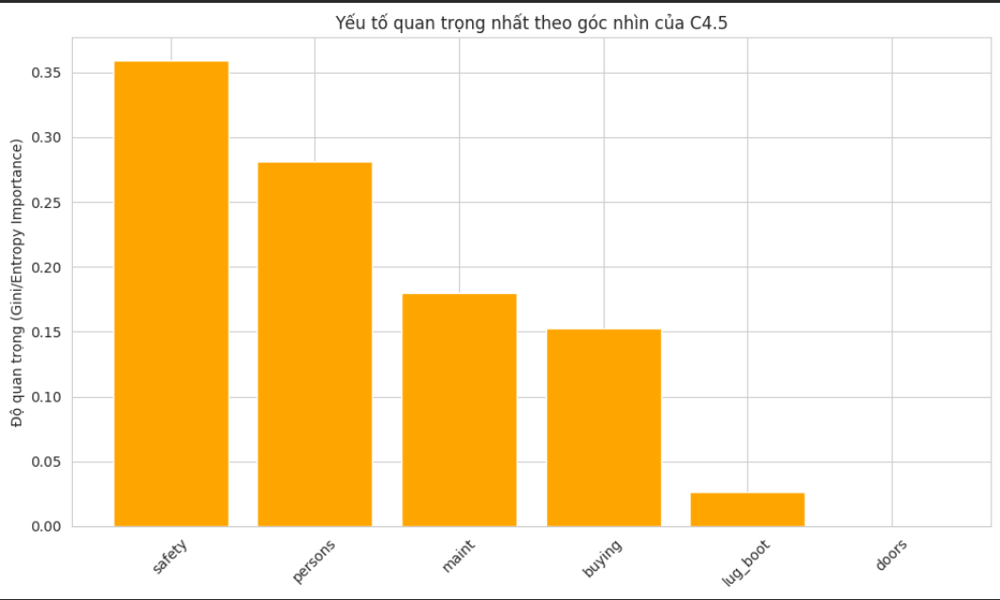 Yếu tố quan trọng nhất theo góc nhìn của C4.5
Độ quan trọng (Gini/Entropy Importance)
0.35
0.30
0.25
0.20
0.15
0.10
0.05
0.00
safety
persons
maint
buying
lug_boot
doors